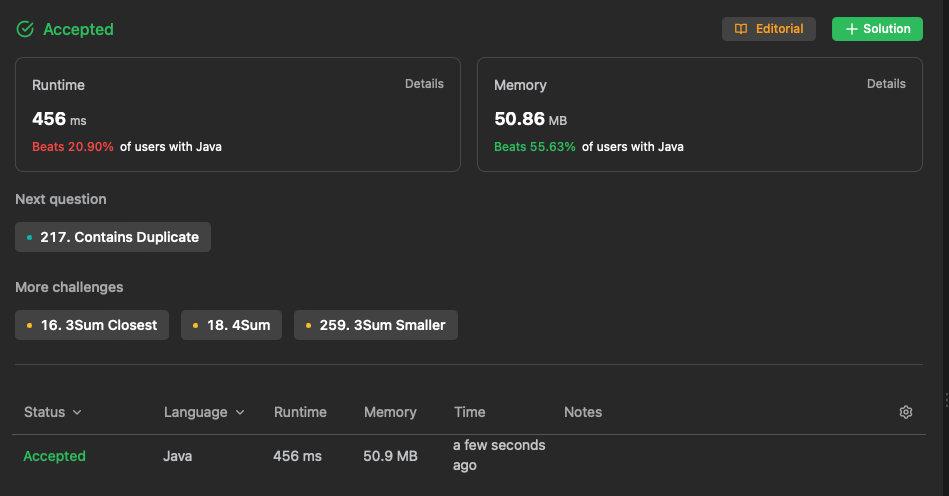 Accepted
Editorial
+ Solution
Runtime
Details
456 ms
Beats 20.90% of users with Java
Memory
Details
50.86 MB
Beats 55.63% of users with Java
Next question
217. Contains Duplicate
More challenges
16. 3Sum Closest
18. 4Sum
259. 3Sum Smaller
Status Language Runtime Memory Time Notes
Accepted Java 456 ms 50.9 MB a few seconds
ago